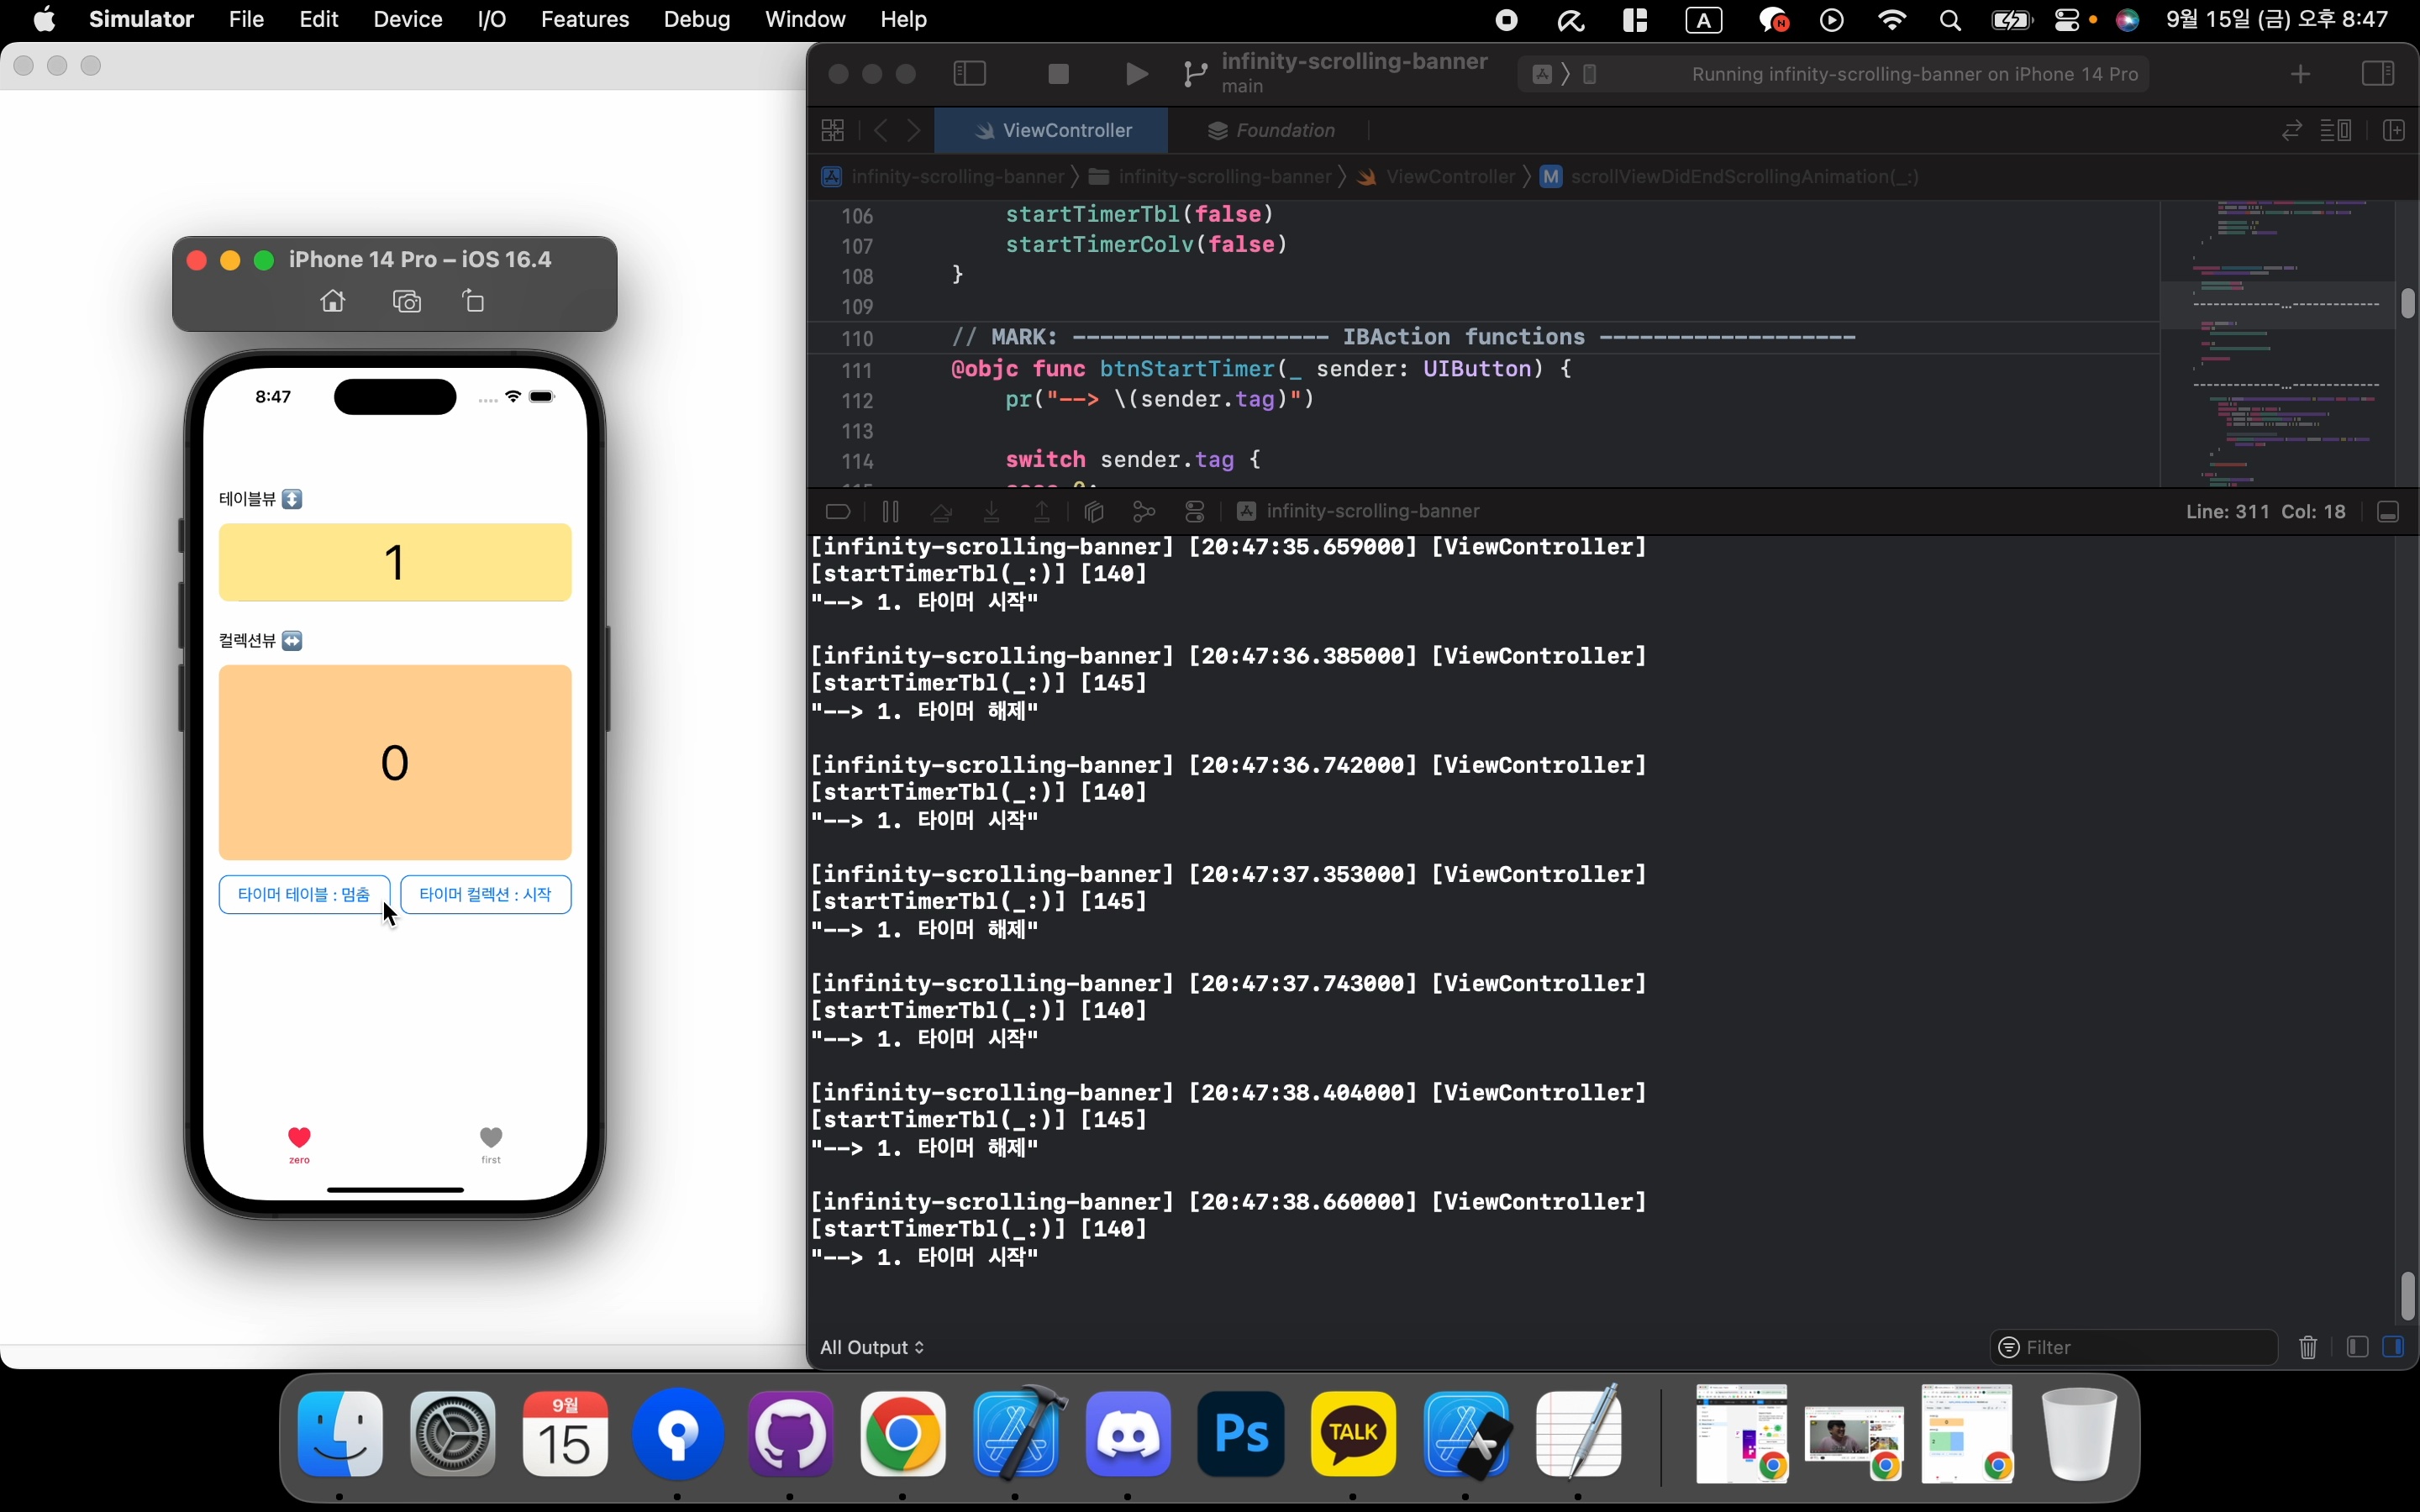 Simulator File Edit Device I/O Features Debug Window Help A N 9월 15일 (금) 오후 8:47
infinity-scrolling-banner
main
Running infinity-scrolling-banner on iPhone 14 Pro
ViewController Foundation
infinity-scrolling-banner infinity-scrolling-banner ViewController M scrollViewDidEndScrollingAnimation(_:)
106 startTimerTbl(false)
107 startTimerColv(false)
108 }
109
110 // MARK: ------------------- IBAction functions -------------------
111 @objc func btnStartTimer(_ sender: UIButton) {
112 pr("--> \(sender.tag)")
113
114 switch sender.tag {
infinity-scrolling-banner Line: 311 Col: 18
iPhone 14 Pro – iOS 16.4
8:47
테이블뷰
1
컬렉션뷰
0
타이머 테이블 : 멈춤 타이머 컬렉션 : 시작
zero first
[infinity-scrolling-banner] [20:47:35.659000] [ViewController]
[startTimerTbl(_:)] [140]
"--> 1. 타이머 시작"
[infinity-scrolling-banner] [20:47:36.385000] [ViewController]
[startTimerTbl(_:)] [145]
"--> 1. 타이머 해제"
[infinity-scrolling-banner] [20:47:36.742000] [ViewController]
[startTimerTbl(_:)] [140]
"--> 1. 타이머 시작"
[infinity-scrolling-banner] [20:47:37.353000] [ViewController]
[startTimerTbl(_:)] [145]
"--> 1. 타이머 해제"
[infinity-scrolling-banner] [20:47:37.743000] [ViewController]
[startTimerTbl(_:)] [140]
"--> 1. 타이머 시작"
[infinity-scrolling-banner] [20:47:38.404000] [ViewController]
[startTimerTbl(_:)] [145]
"--> 1. 타이머 해제"
[infinity-scrolling-banner] [20:47:38.660000] [ViewController]
[startTimerTbl(_:)] [140]
"--> 1. 타이머 시작"
All Output Filter
9월
15
Ps
TALK